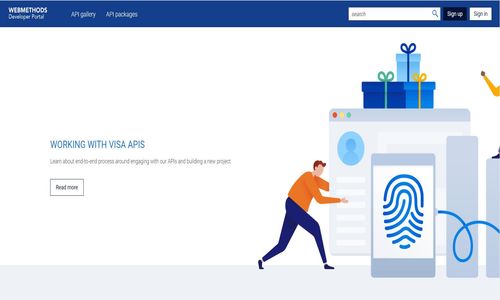 WEBMETHODS
Developer Portal
API gallery
API packages
search
Sign up
Sign in
WORKING WITH VISA APIS
Learn about end-to-end process around engaging with our APIs and building a new project
Read more